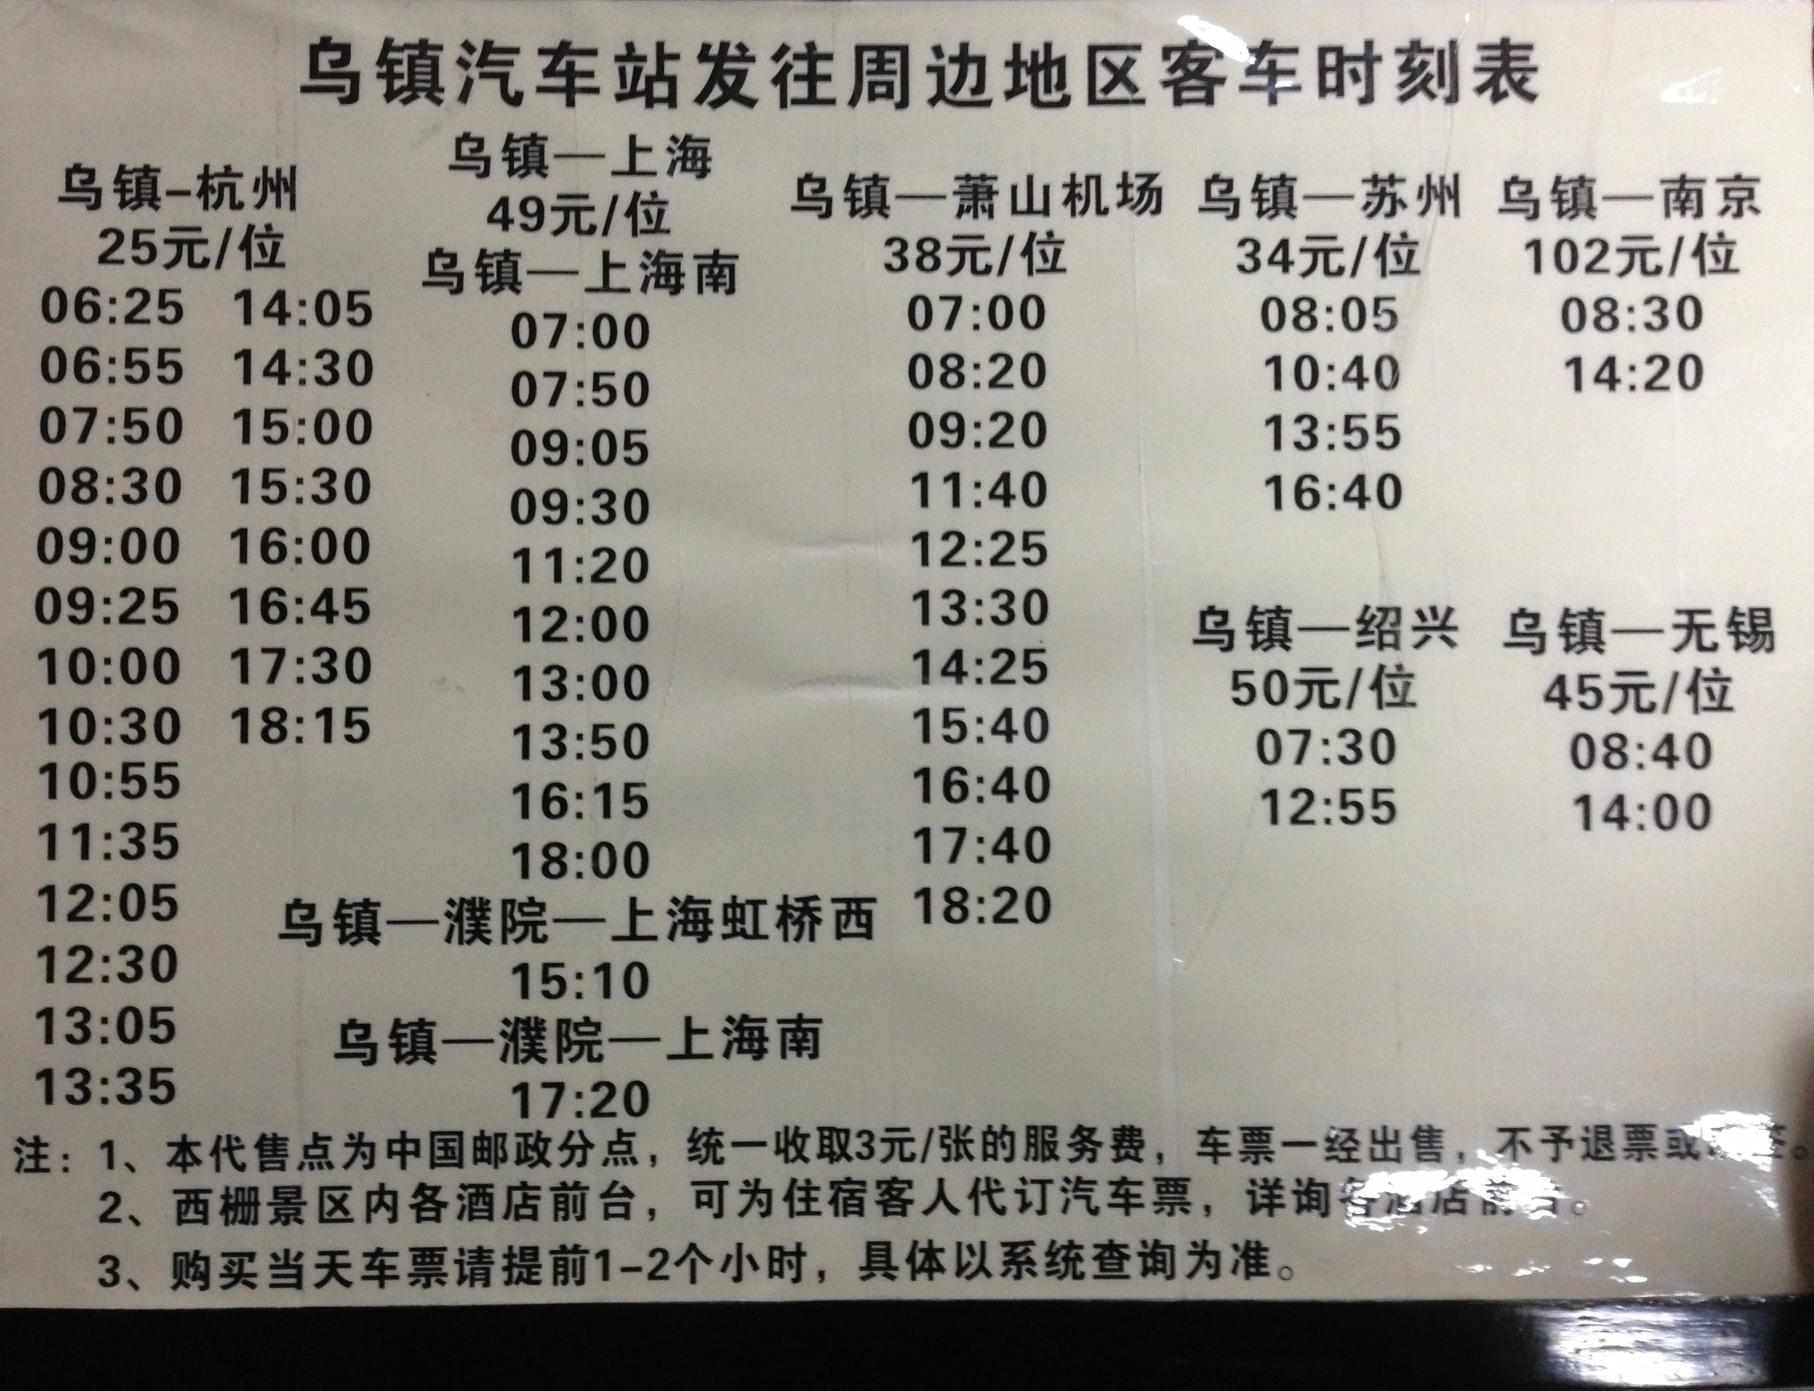 乌镇汽车站发往周边地区客车时刻表
乌镇-杭州
25元/位
06:25 14:05
06:55 14:30
07:50 15:00
08:30 15:30
09:00 16:00
09:25 16:45
10:00 17:30
10:30 18:15
10:55
11:35
12:05
12:30
13:05
13:35
乌镇—上海
49元/位
乌镇—上海南
07:00
07:50
09:05
09:30
11:20
12:00
13:00
13:50
16:15
18:00
乌镇—濮院—上海虹桥西
15:10
乌镇—濮院—上海南
17:20
乌镇—萧山机场
38元/位
07:00
08:20
09:20
11:40
12:25
13:30
14:25
15:40
16:40
17:40
18:20
乌镇—苏州
34元/位
08:05
10:40
13:55
16:40
乌镇—南京
102元/位
08:30
14:20
乌镇—绍兴
50元/位
07:30
12:55
乌镇—无锡
45元/位
08:40
14:00
注：1、本代售点为中国邮政分点，统一收取3元/张的服务费，车票一经出售，不予退票或签。
2、西栅景区内各酒店前台，可为住宿客人代订汽车票，详询各酒店前台。
3、购买当天车票请提前1-2个小时，具体以系统查询为准。